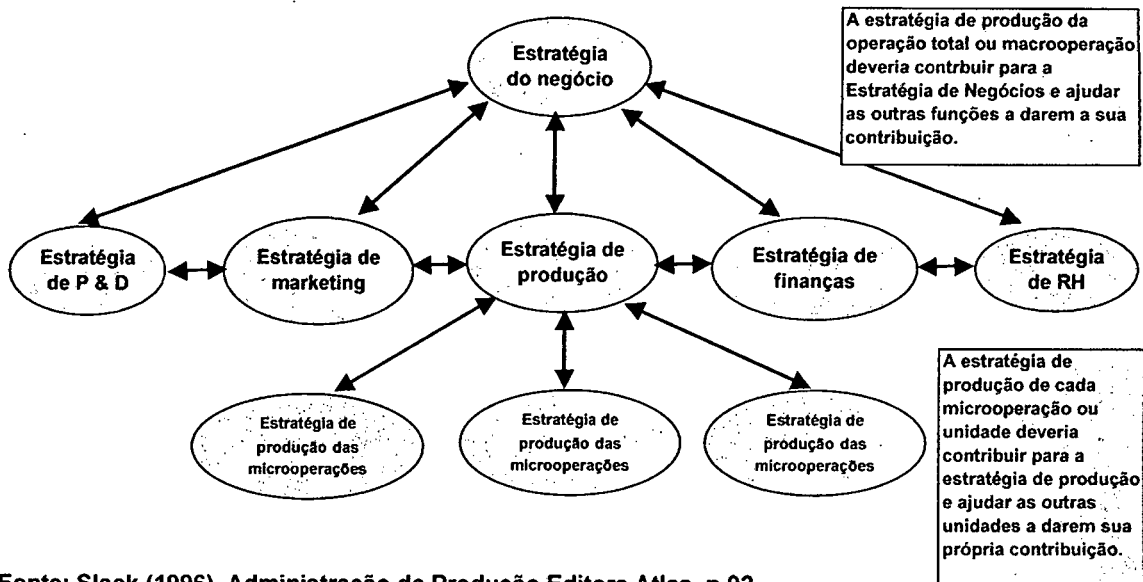 Estratégia
do negócio
A estratégia de produção da
operação total ou macrooperação
deveria contrbuir para a
Estratégia de Negócios e ajudar
as outras funções a darem a sua
contribuição.
Estratégia
de P & D
Estratégia de
marketing
Estratégia de
produção
Estratégia de
finanças
Estratégia
de RH
Estratégia de
produção das
microoperações
Estratégia de
produção das
microoperações
Estratégia de
produção das
microoperações
A estratégia de
produção de cada
microoperação ou
unidade deveria
contribuir para a
estratégia de produção
e ajudar as outras
unidades a darem sua
própria contribuição.
Fonte: Slack (1996), Administração de Produção Editora Atlas, p.92